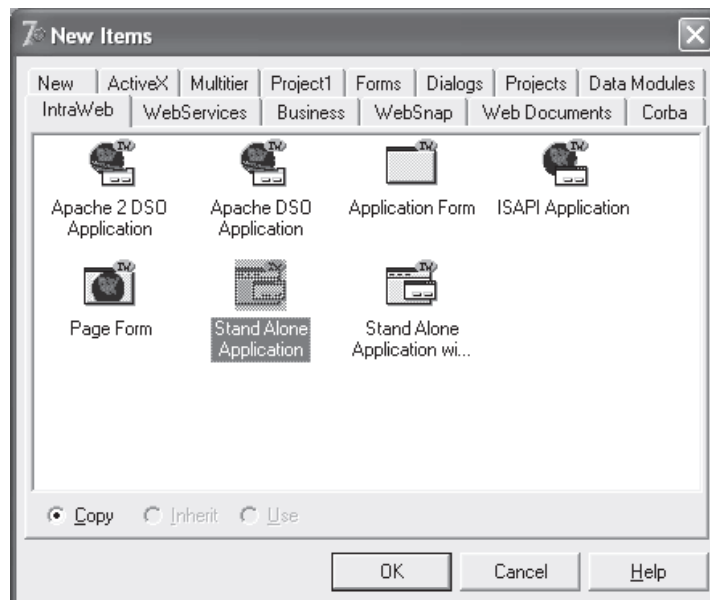 New Items
New ActiveX Multitier Project1 Forms Dialogs Projects Data Modules
IntraWeb WebServices Business WebSnap Web Documents Corba
Apache 2 DSO
Application
Apache DSO
Application
Application Form
ISAPI Application
Page Form
Stand Alone
Application
Stand Alone
Application wi...
Copy Inherit Use
OK Cancel Help